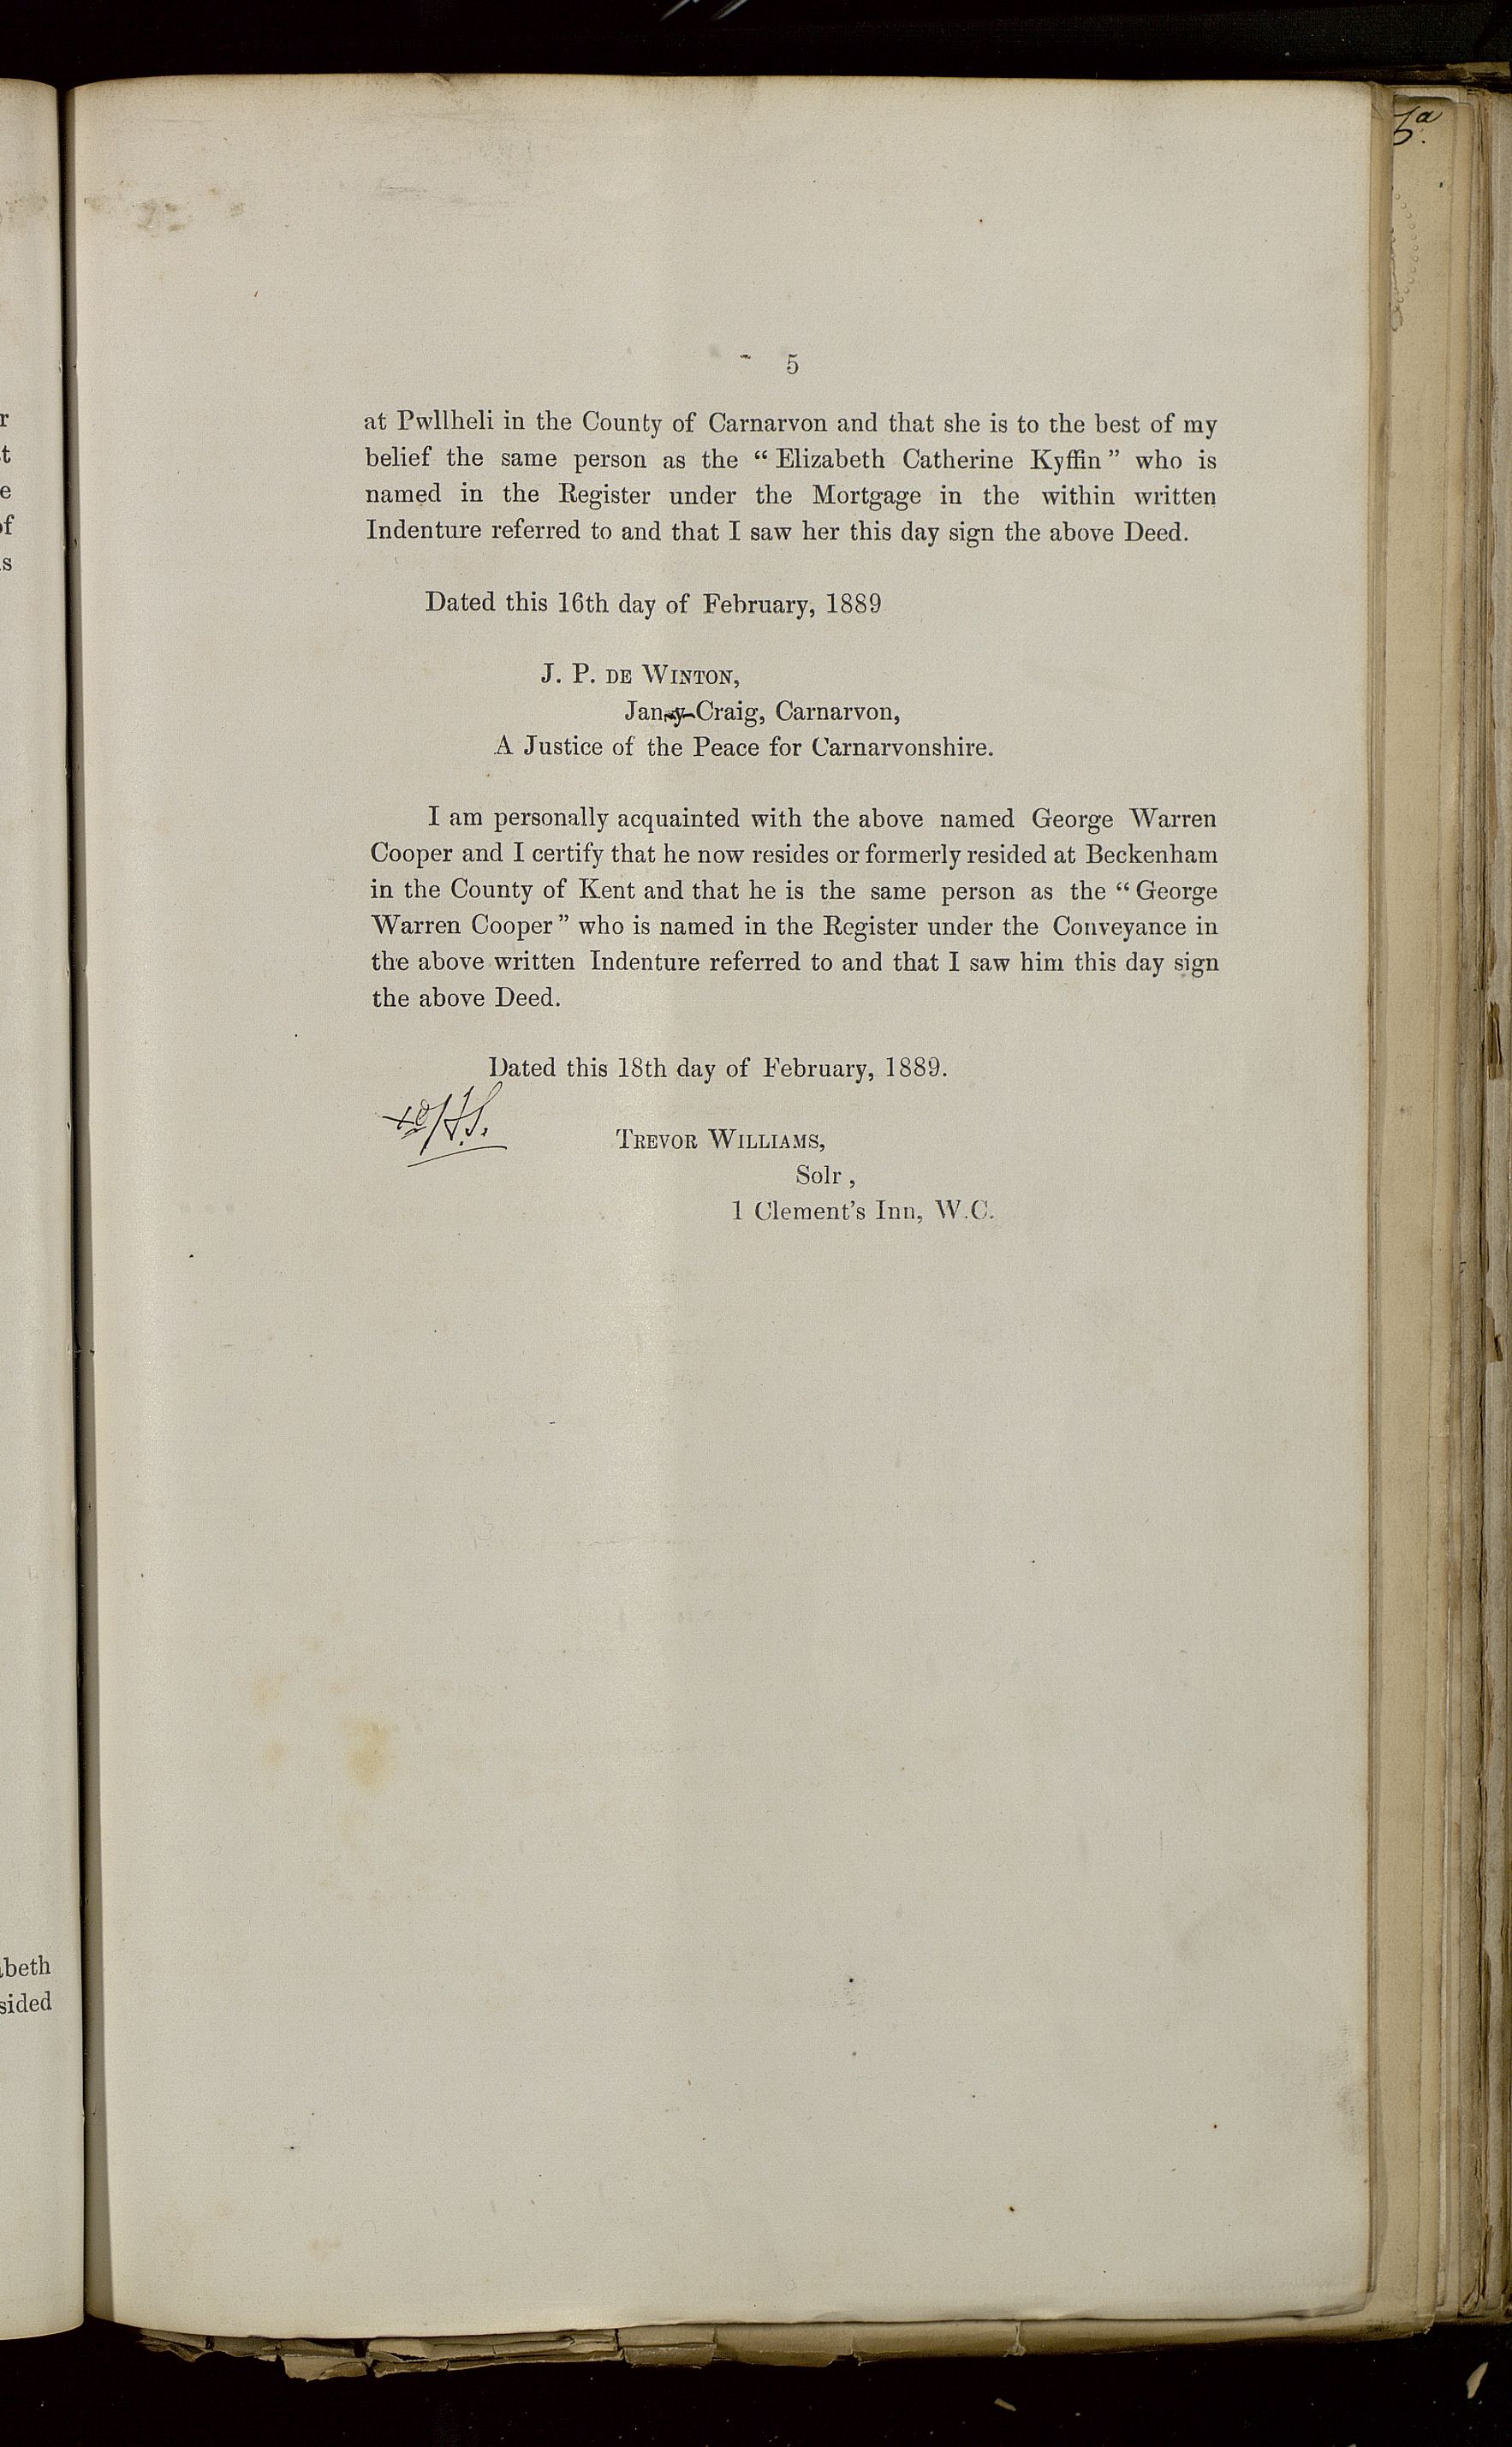 5
at Pwllheli in the County of Carnarvon and that she is to the best of my
belief the same person as the “ Elizabeth Catherine Kyffin ” who is
named in the Register under the Mortgage in the within written
Indenture referred to and that I saw her this day sign the above Deed.
Dated this 16th day of February, 1889
J. P. DE WINTON,
Craig, Carnarvon,
A Justice of the Peace for Carnarvonshire.
I am personally acquainted with the above named George Warren
Cooper and I certify that he now resides or formerly resided at Beckenham
in the County of Kent and that he is the same person as the “ George
Warren Cooper ” who is named in the Register under the Conveyance in
the above written Indenture referred to and that I saw him this day sign
the above Deed.
Dated this 18th day of February, 1889.
TREVOR WILLIAMS,
Solr ,
1 Clement's Inn, W.C.